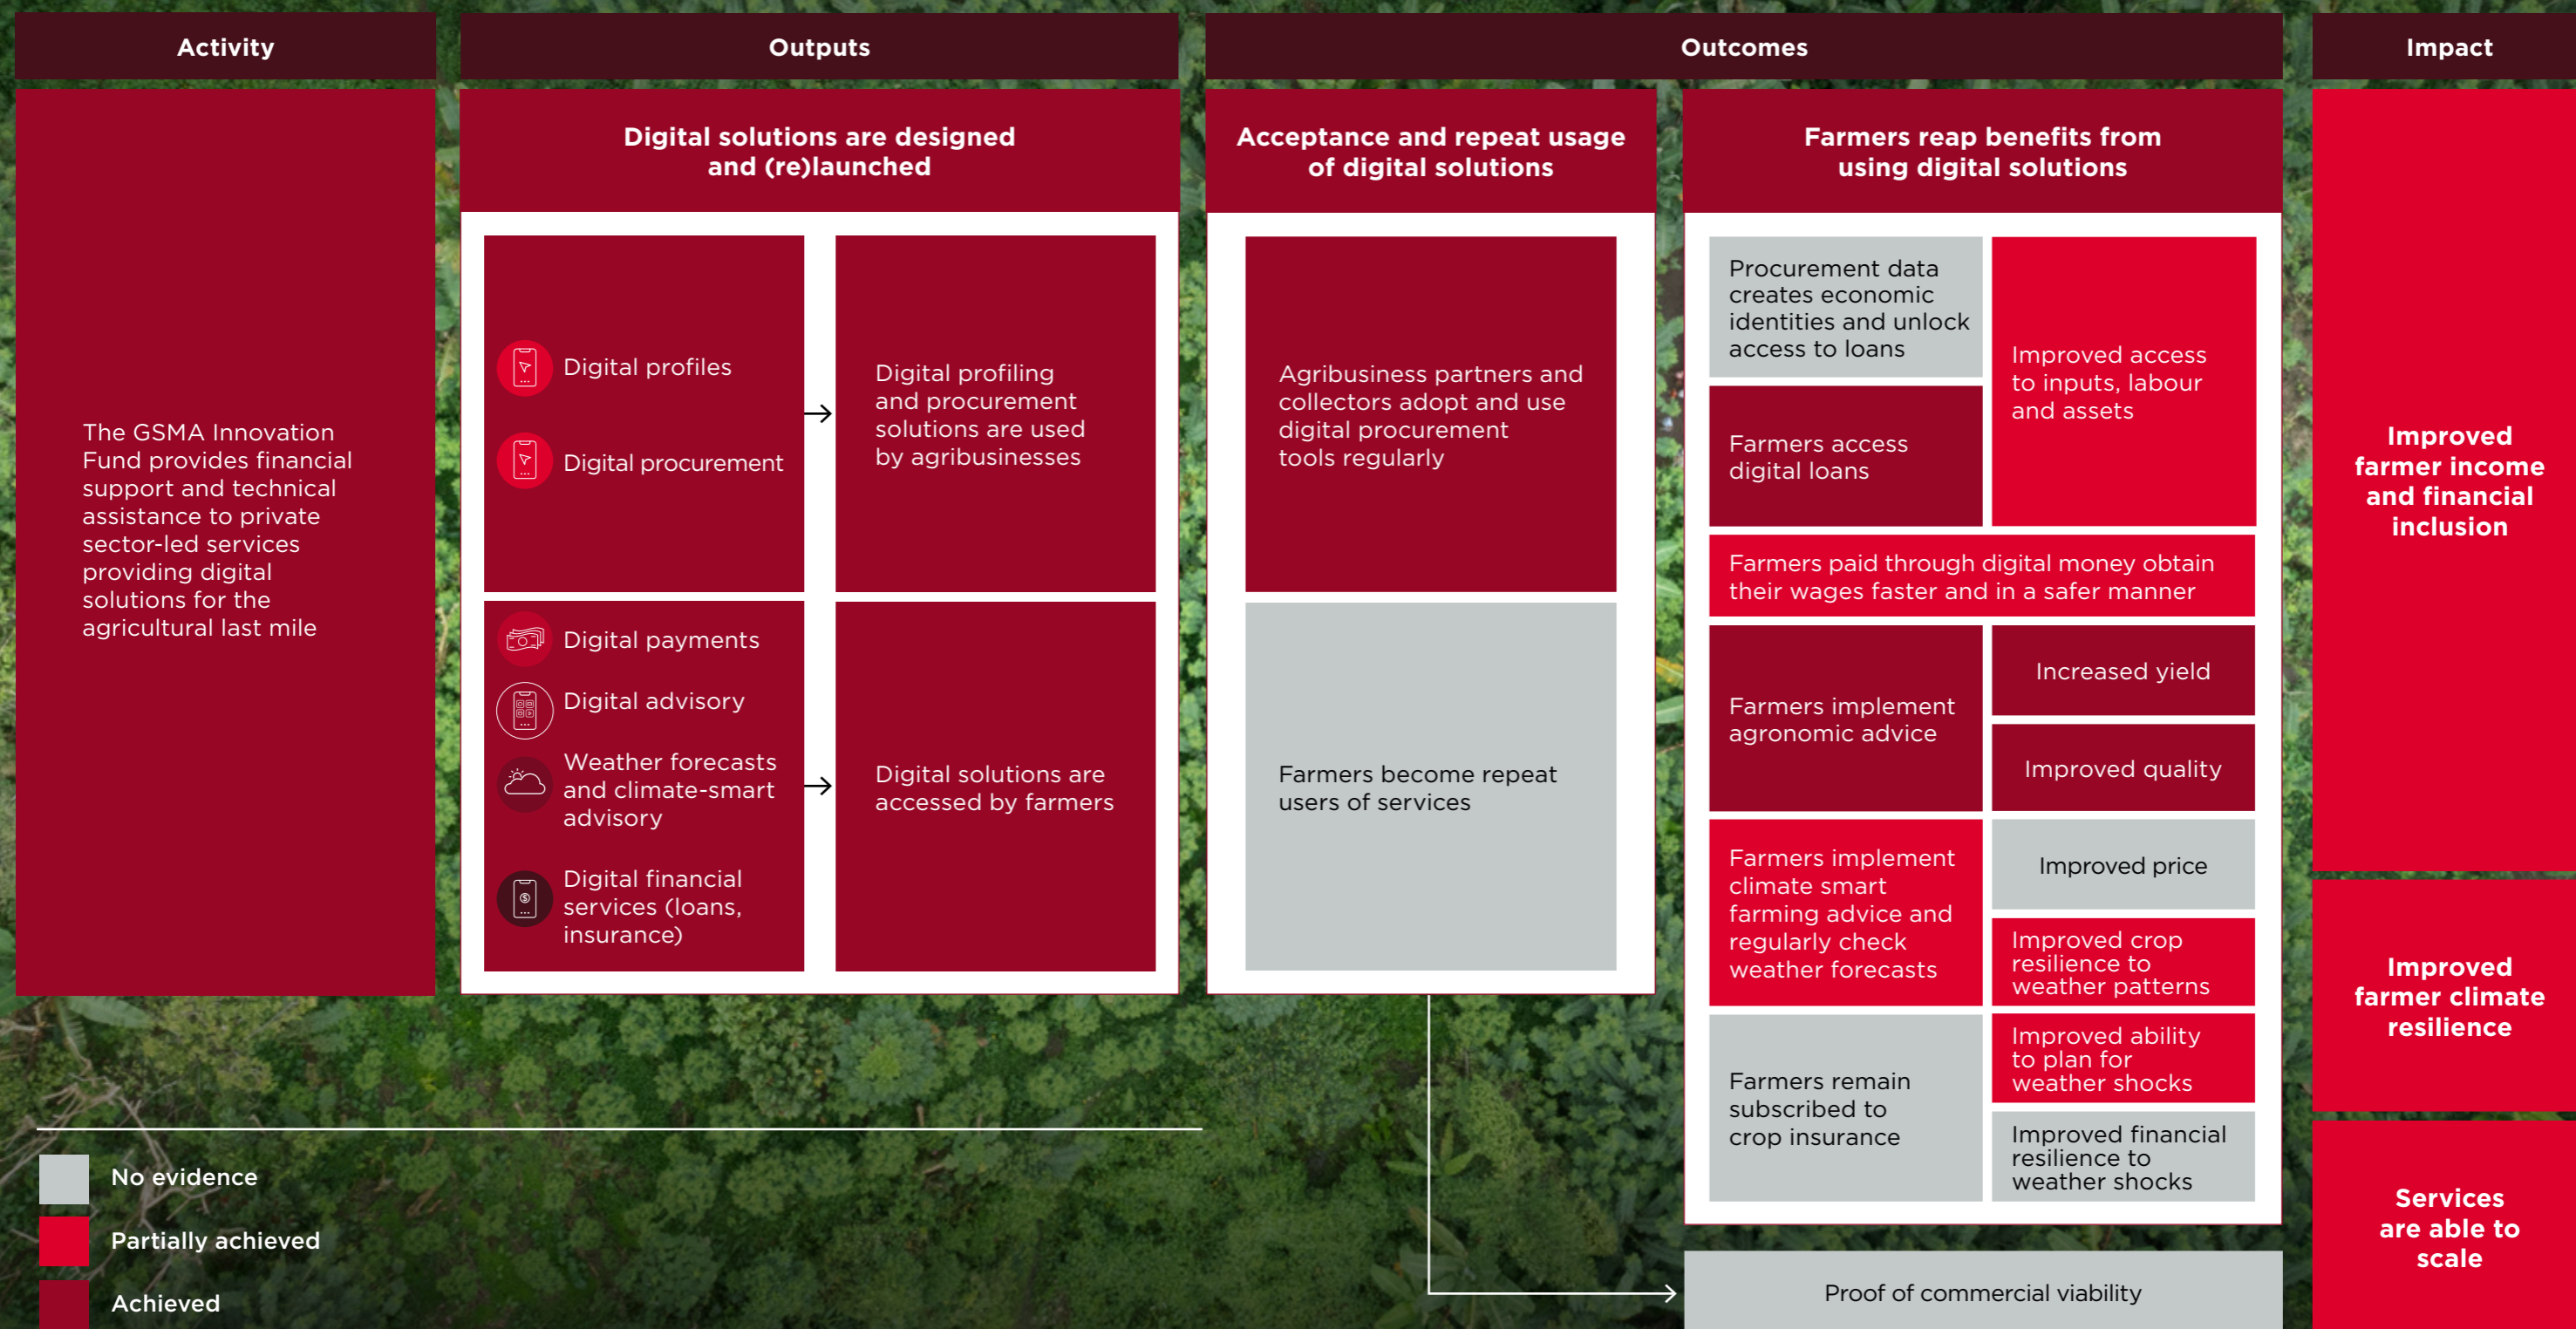 Activity
Outputs
Outcomes
Impact
The GSMA Innovation
Fund provides financial
support and technical
assistance to private
sector-led services
providing digital
solutions for the
agricultural last mile
Digital solutions are designed
and (re)launched
Digital profiles
Digital procurement
Digital profiling
and procurement
solutions are used
by agribusinesses
Digital payments
Digital advisory
Weather forecasts
and climate-smart
advisory
Digital financial
services (loans,
insurance)
Digital solutions are
accessed by farmers
Acceptance and repeat usage
of digital solutions
Agribusiness partners and
collectors adopt and use
digital procurement
tools regularly
Farmers become repeat
users of services
Farmers reap benefits from
using digital solutions
Procurement data
creates economic
identities and unlock
access to loans
Improved access
to inputs, labour
and assets
Farmers access
digital loans
Farmers paid through digital money obtain
their wages faster and in a safer manner
Farmers implement
agronomic advice
Increased yield
Improved quality
Farmers implement
climate smart
farming advice and
regularly check
weather forecasts
Improved price
Improved crop
resilience to
weather patterns
Improved ability
to plan for
weather shocks
Farmers remain
subscribed to
crop insurance
Improved financial
resilience to
weather shocks
Proof of commercial viability
Improved
farmer income
and financial
inclusion
Improved
farmer climate
resilience
Services
are able to
scale
No evidence
Partially achieved
Achieved